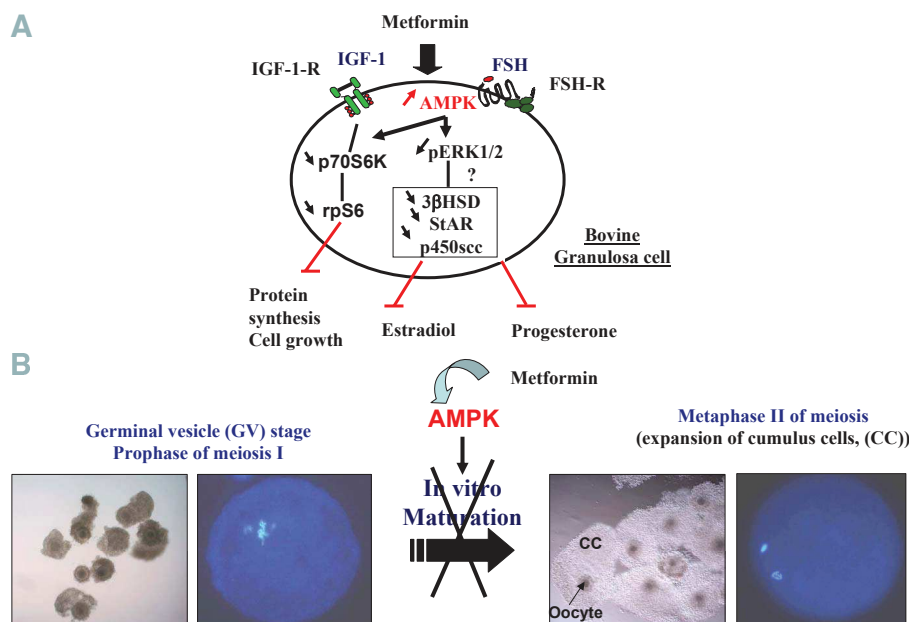 A
Metformin
IGF-1-R
IGF-1
FSH
FSH-R
AMPK
p70S6K
pERK1/2
?
rpS6
3βHSD
StAR
p450scc
Bovine
Granulosa cell
Protein
synthesis
Cell growth
Estradiol
Progesterone
B
Metformin
AMPK
Germinal vesicle (GV) stage
Prophase of meiosis I
In vitro
Maturation
Metaphase II of meiosis
(expansion of cumulus cells, (CC))
CC
Oocyte